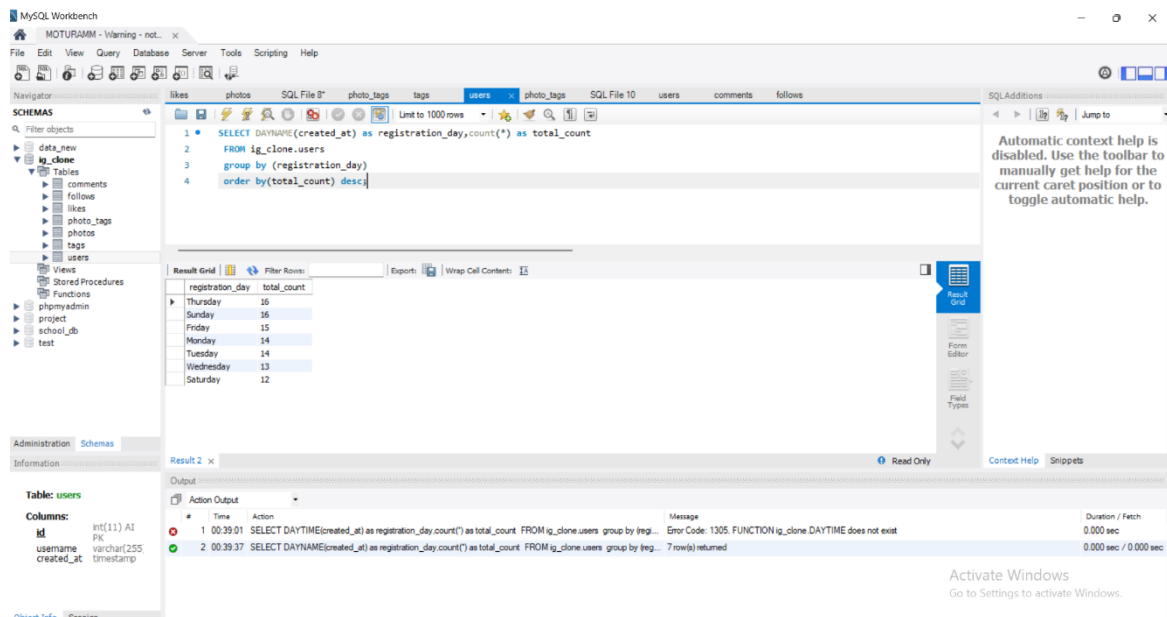 MySQL Workbench
MOTURAMM - Warning - not...
File Edit View Query Database Server Tools Scripting Help
Navigator
SCHEMAS
Filter objects
data_new
ig_clone
Tables
comments
follows
likes
photo_tags
photos
tags
users
Views
Stored Procedures
Functions
phpmyadmin
project
school_db
test
Administration Schemas
Information
Table: users
Columns:
id int(11) AI PK
username varchar(255)
created_at timestamp
Object Info Session
likes photos SQL File 8* photo_tags tags users photo_tags SQL File 10 users comments follows
Limit to 1000 rows
1 SELECT DAYNAME(created_at) as registration_day,count(*) as total_count
2 FROM ig_clone.users
3 group by (registration_day)
4 order by(total_count) desc;
Result Grid Filter Rows: Export: Wrap Cell Content:
registration_day total_count
Thursday 16
Sunday 16
Friday 15
Monday 14
Tuesday 14
Wednesday 13
Saturday 12
Result Grid
Form Editor
Field Types
Result 2 Read Only
SQLAdditions
Jump to
Automatic context help is
disabled. Use the toolbar to
manually get help for the
current caret position or to
toggle automatic help.
Context Help Snippets
Output
Action Output
# Time Action Message Duration / Fetch
1 00:39:01 SELECT DAYTIME(created_at) as registration_day,count(*) as total_count FROM ig_clone.users group by (regi... Error Code: 1305. FUNCTION ig_clone.DAYTIME does not exist 0.000 sec
2 00:39:37 SELECT DAYNAME(created_at) as registration_day,count(*) as total_count FROM ig_clone.users group by (reg... 7 row(s) returned 0.000 sec / 0.000 sec
Activate Windows
Go to Settings to activate Windows.